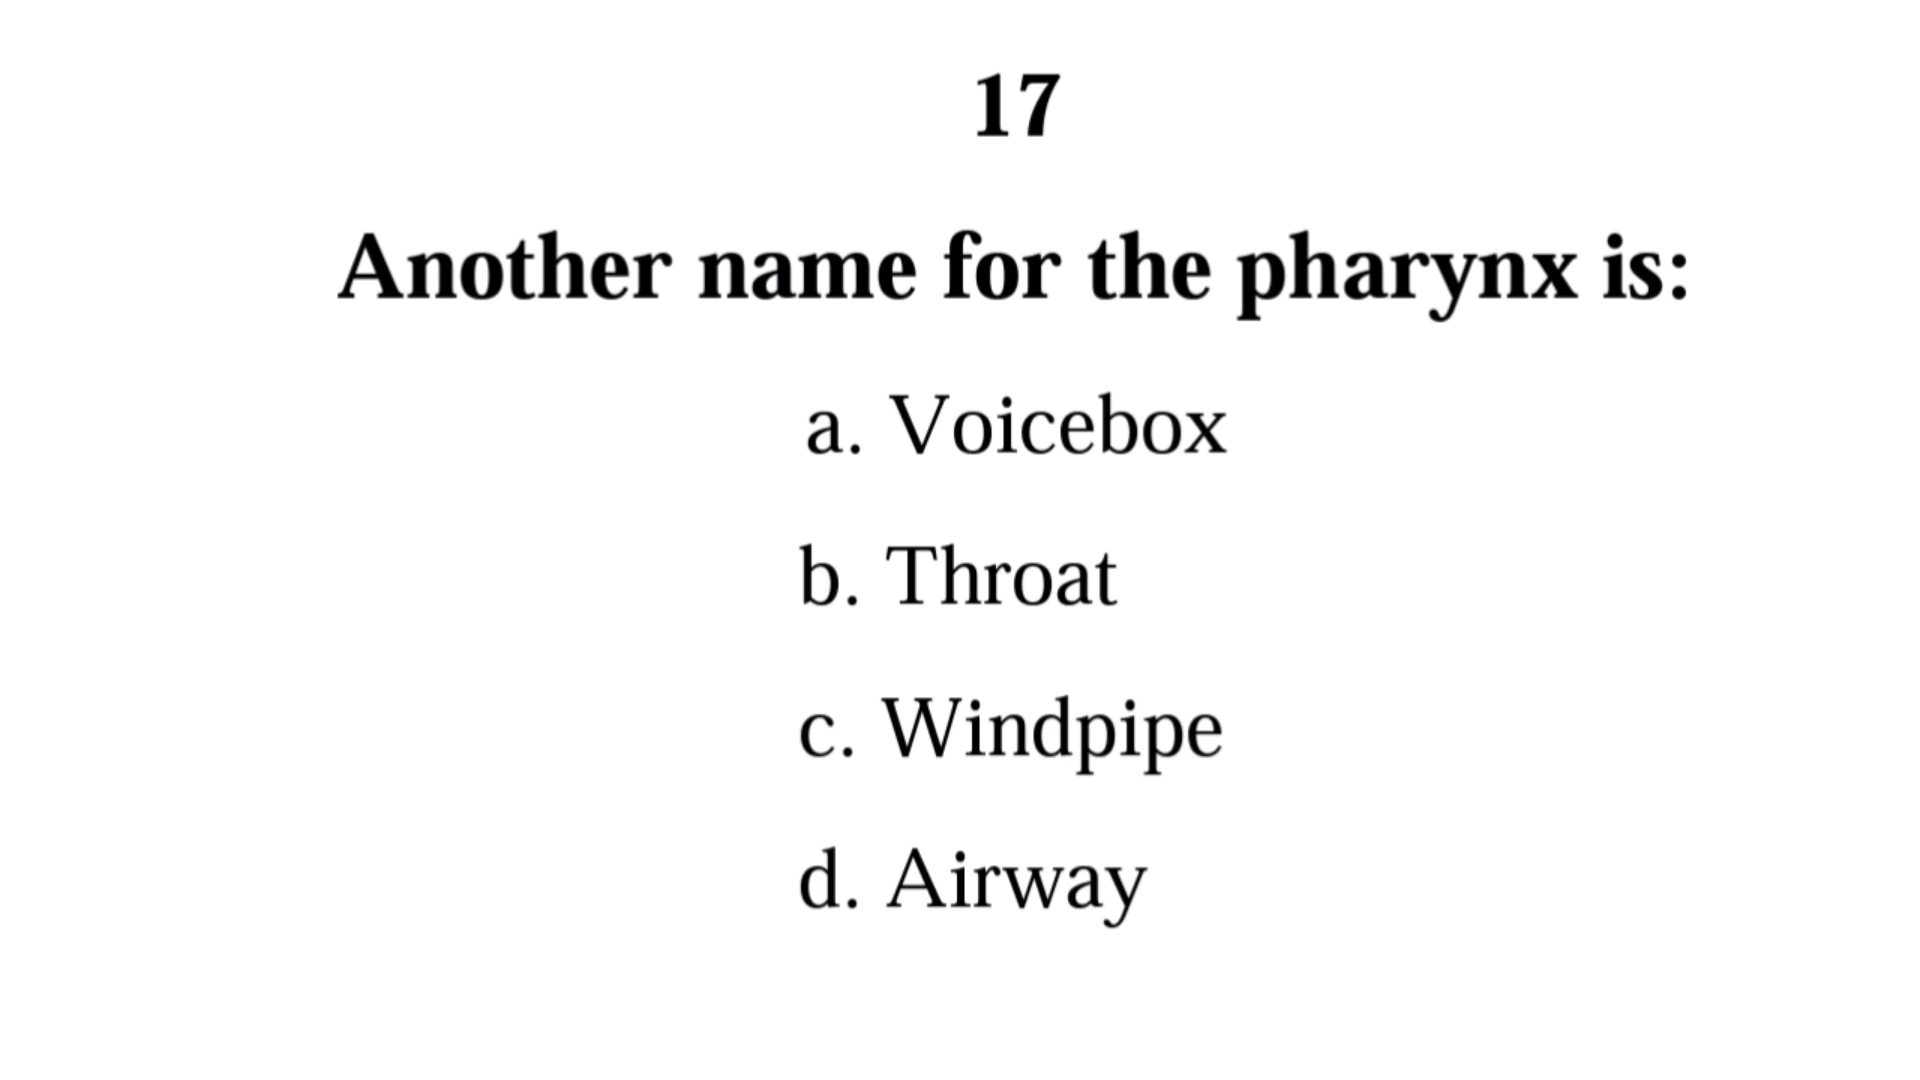 17
Another name for the pharynx is:
a. Voicebox
b. Throat
c. Windpipe
d. Airway